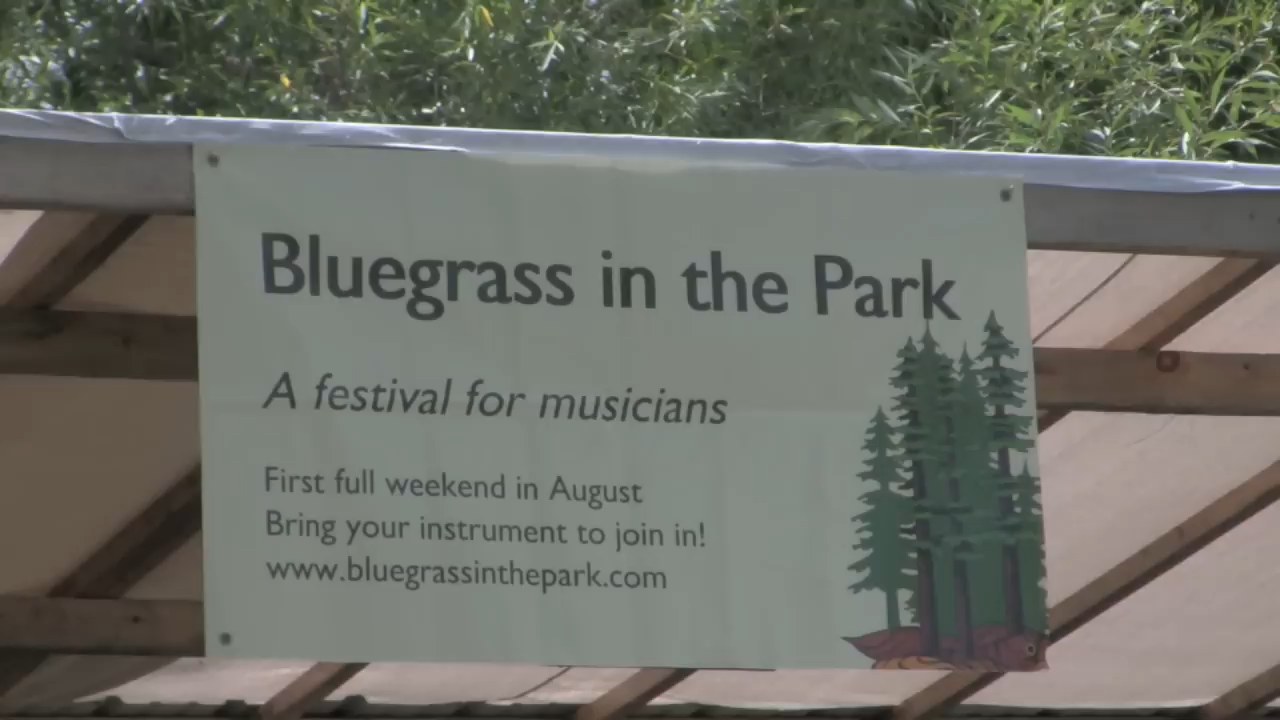 Bluegrass in the Park
A festival for musicians
First full weekend in August
Bring your instrument to join in!
www.bluegrassinthepark.com